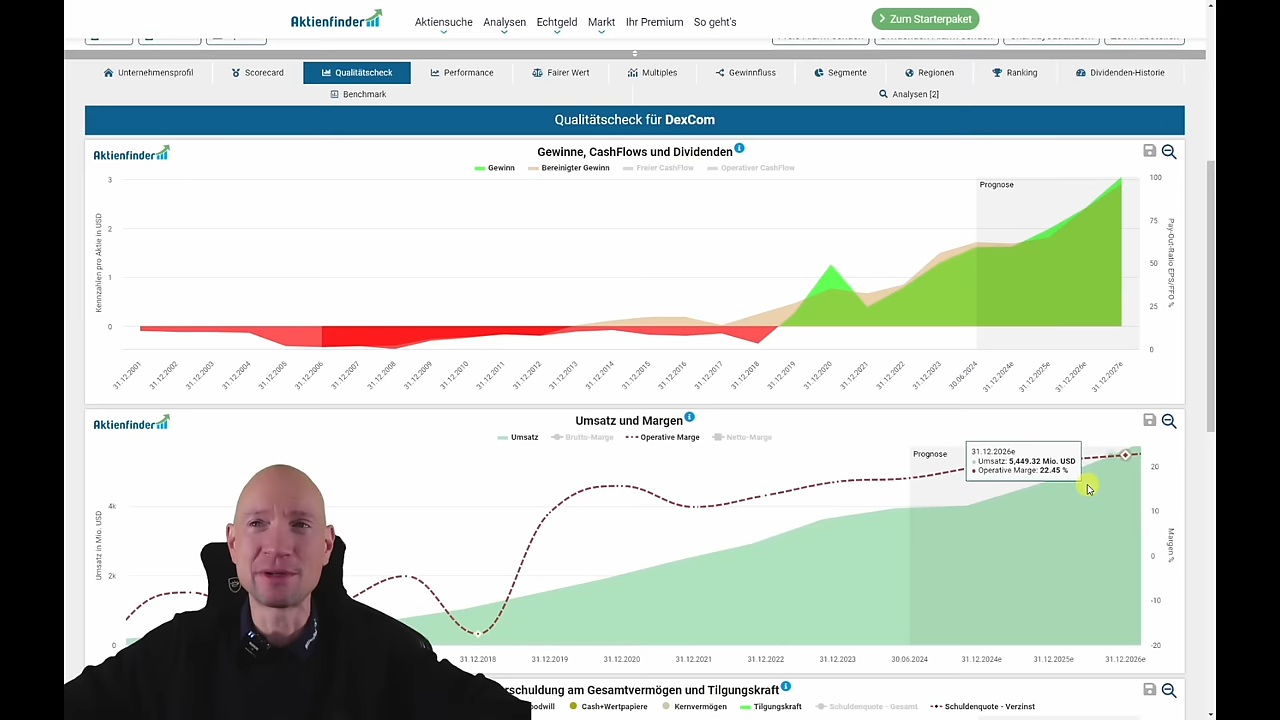 Aktienfinder
Aktiensuche Analysen Echtgeld Markt Ihr Premium So geht's
Zum Starterpaket
Unternehmensprofil Scorecard Qualitätscheck Performance Fairer Wert Multiples Gewinnfluss Segmente Regionen Ranking Dividenden-Historie
Benchmark Analysen [2]
Qualitätscheck für DexCom
Aktienfinder
Gewinne, CashFlows und Dividenden
Gewinn Bereinigter Gewinn Freier CashFlow Operativer CashFlow
Prognose
Kennzahlen pro Aktie in USD
3
2
1
0
100
75
50
25
0
Pay-Out-Ratio EPS/FFO %
31.12.2001 31.12.2002 31.12.2003 31.12.2004 31.12.2005 31.12.2006 31.12.2007 31.12.2008 31.12.2009 31.12.2010 31.12.2011 31.12.2012 31.12.2013 31.12.2014 31.12.2015 31.12.2016 31.12.2017 31.12.2018 31.12.2019 31.12.2020 31.12.2021 31.12.2022 31.12.2023 30.06.2024 31.12.2024e 31.12.2025e 31.12.2026e 31.12.2027e
Aktienfinder
Umsatz und Margen
Umsatz Brutto-Marge Operative Marge Netto-Marge
Prognose
31.12.2026e
Umsatz: 5,449.32 Mio. USD
Operative Marge: 22.45 %
Umsatz in Mio. USD
4k
2k
0
20
10
0
-10
-20
Margen %
31.12.2018 31.12.2019 31.12.2020 31.12.2021 31.12.2022 31.12.2023 30.06.2024 31.12.2024e 31.12.2025e 31.12.2026e
rschuldung am Gesamtvermögen und Tilgungskraft
odwill Cash+Wertpapiere Kernvermögen Tilgungskraft Schuldenquote - Gesamt Schuldenquote - Verzinst